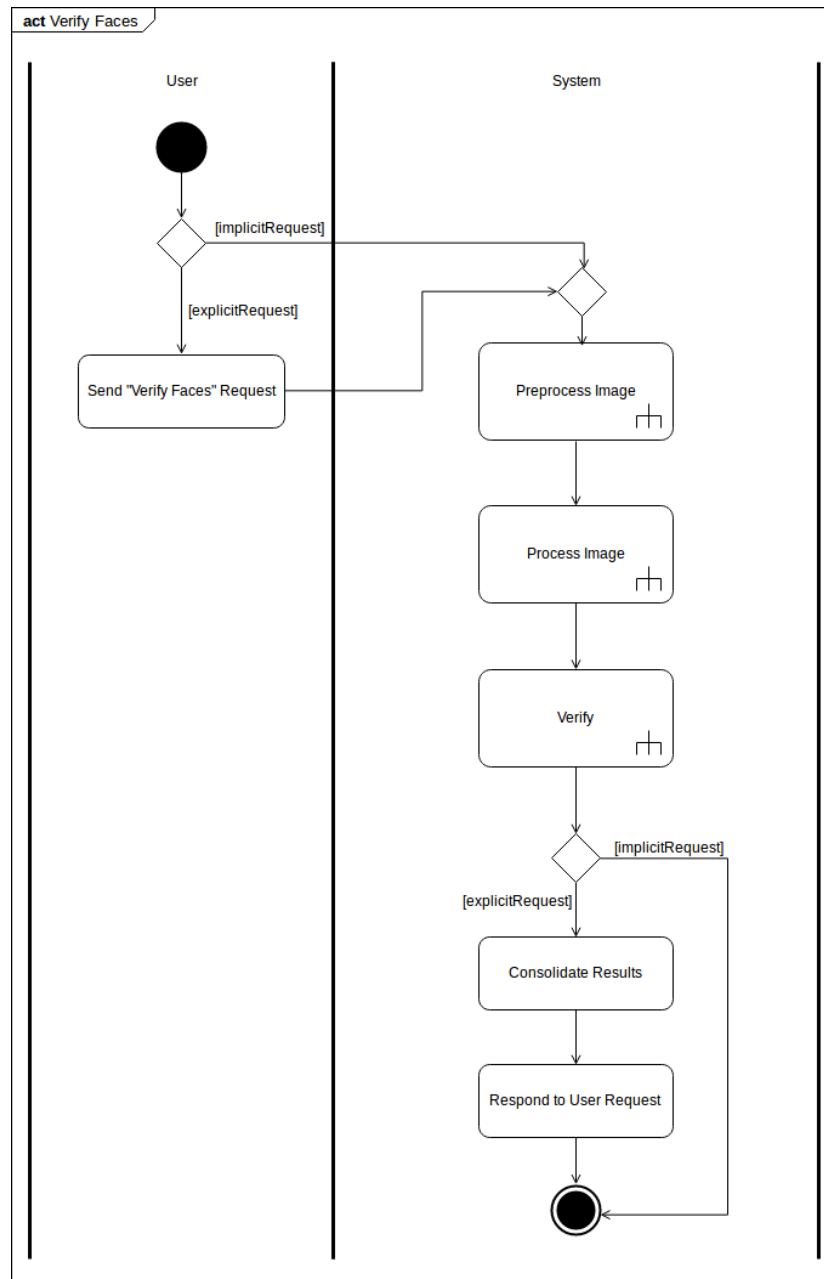 act Verify Faces
User
System
[implicitRequest]
[explicitRequest]
Send "Verify Faces" Request
Preprocess Image
Process Image
Verify
[implicitRequest]
[explicitRequest]
Consolidate Results
Respond to User Request